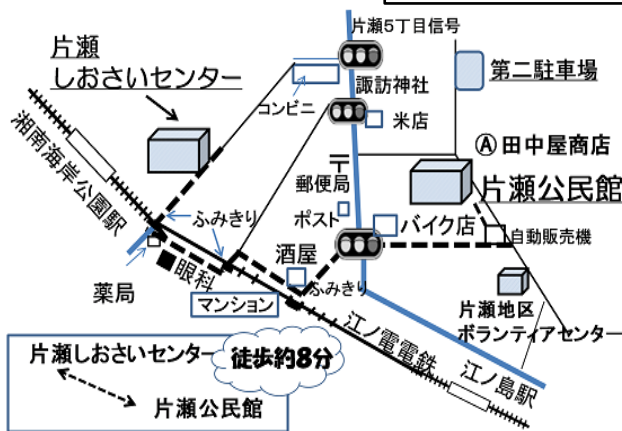 片瀬5丁目信号
片瀬
しおさいセンター
コンビニ
諏訪神社
米店
第二駐車場
Ⓐ田中屋商店
片瀬公民館
〒
郵便局
ポスト
バイク店
自動販売機
湘南海岸公園駅
ふみきり
酒屋
眼科
薬局
マンション
ふみきり
片瀬地区
ボランティアセンター
江ノ電電鉄
江ノ島駅
片瀬しおさいセンター
徒歩約8分
片瀬公民館